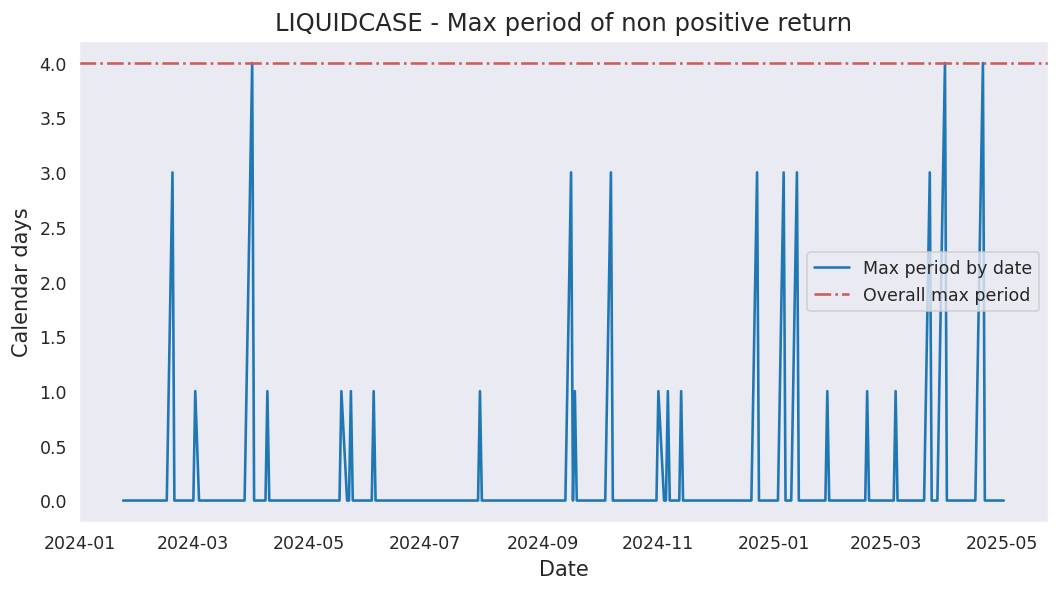 LIQUIDCASE - Max period of non positive return
Calendar days
4.0
3.5
3.0
2.5
2.0
1.5
1.0
0.5
0.0
Max period by date
Overall max period
2024-01 2024-03 2024-05 2024-07 2024-09 2024-11 2025-01 2025-03 2025-05
Date